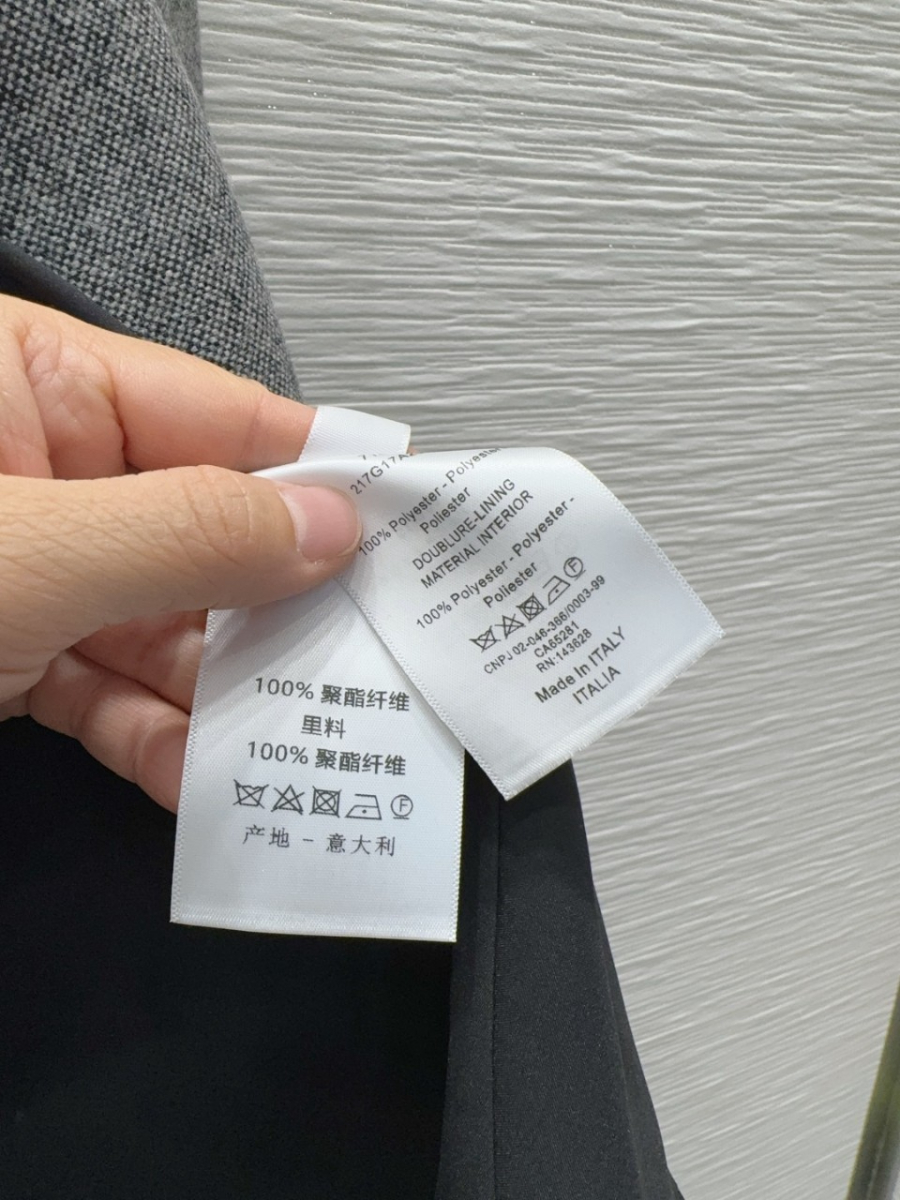 217G17A
100% Polyester - Polyester
Poliester
DOUBLURE-LINING
MATERIAL INTERIOR
100% Polyester - Polyester -
Poliester
F
CNPJ 02-046-366/0003-99
CA65281
RN:143628
Made In ITALY
ITALIA
100% 聚酯纤维
里料
100% 聚酯纤维
F
产地 - 意大利